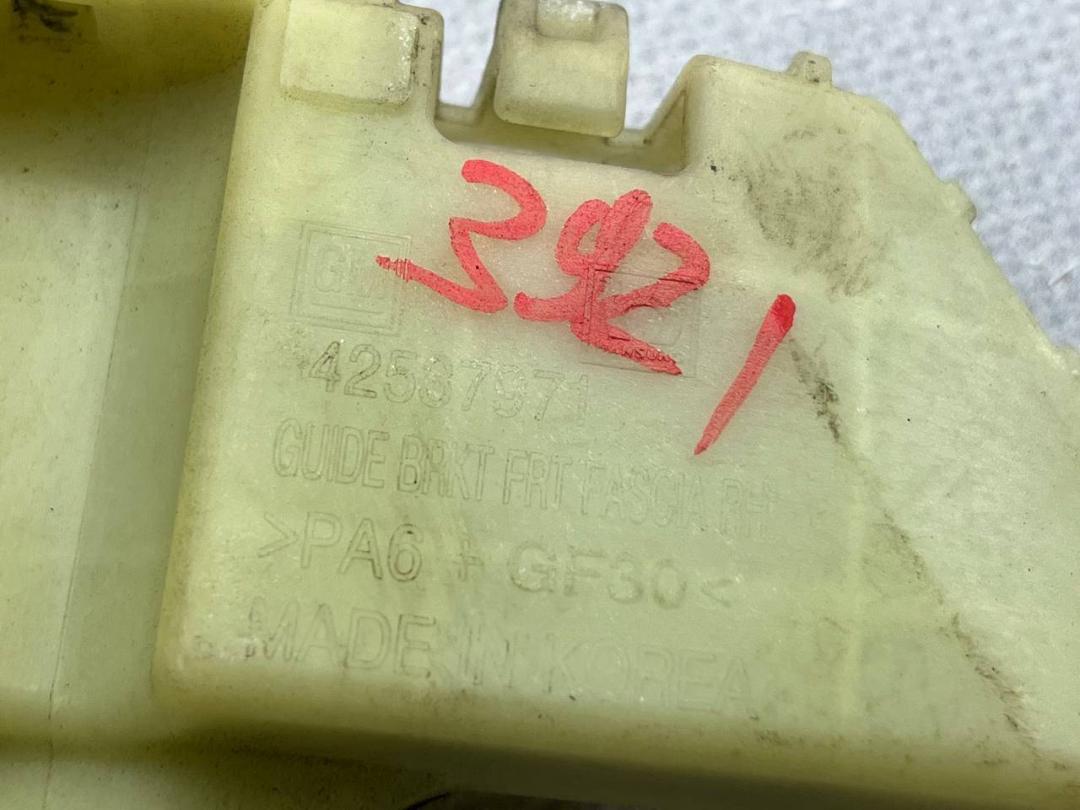 GM
42587971
GUIDE BRKT FRT FASCIA RH
>PA6 + GF30<
MADE IN KOREA